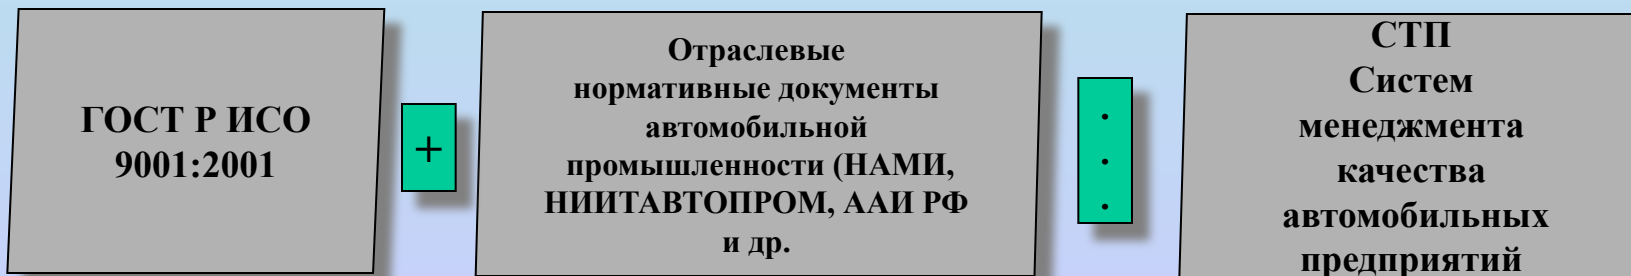 ГОСТ Р ИСО
9001:2001
+
Отраслевые
нормативные документы
автомобильной
промышленности (НАМИ,
НИИТАВТОПРОМ, ААИ РФ
и др.
.
.
.
СТП
Систем
менеджмента
качества
автомобильных
предприятий